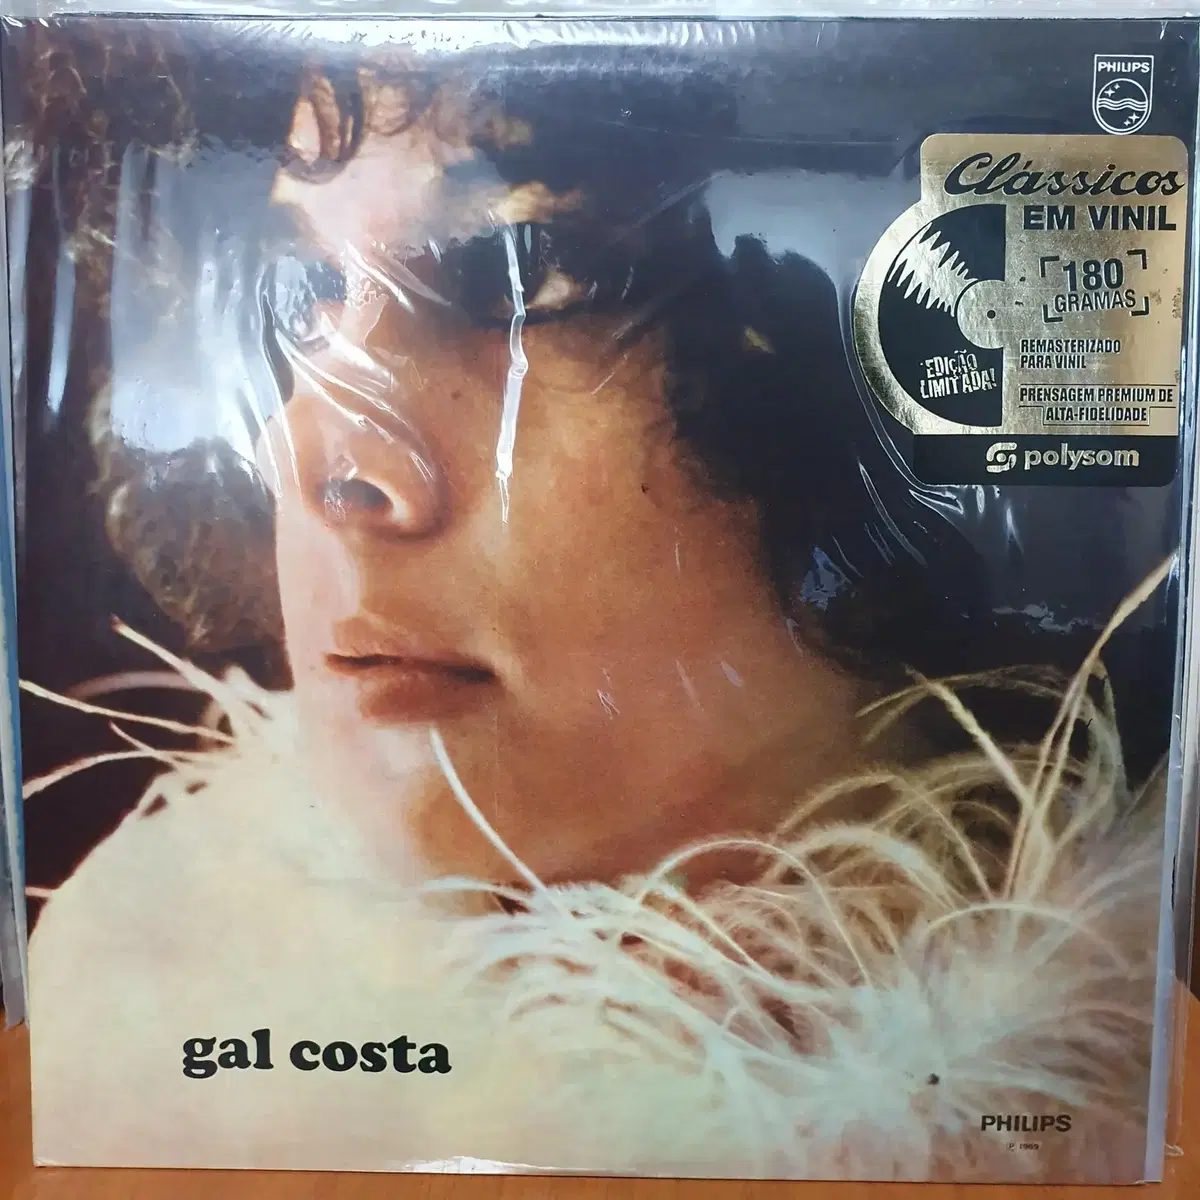 PHILIPS
Clássicos
EM VINIL
180
GRAMAS
EDIÇÃO
LIMITADA!
REMASTERIZADO
PARA VINIL
PRENSAGEM PREMIUM DE
ALTA-FIDELIDADE
polysom
gal costa
PHILIPS
P 1969